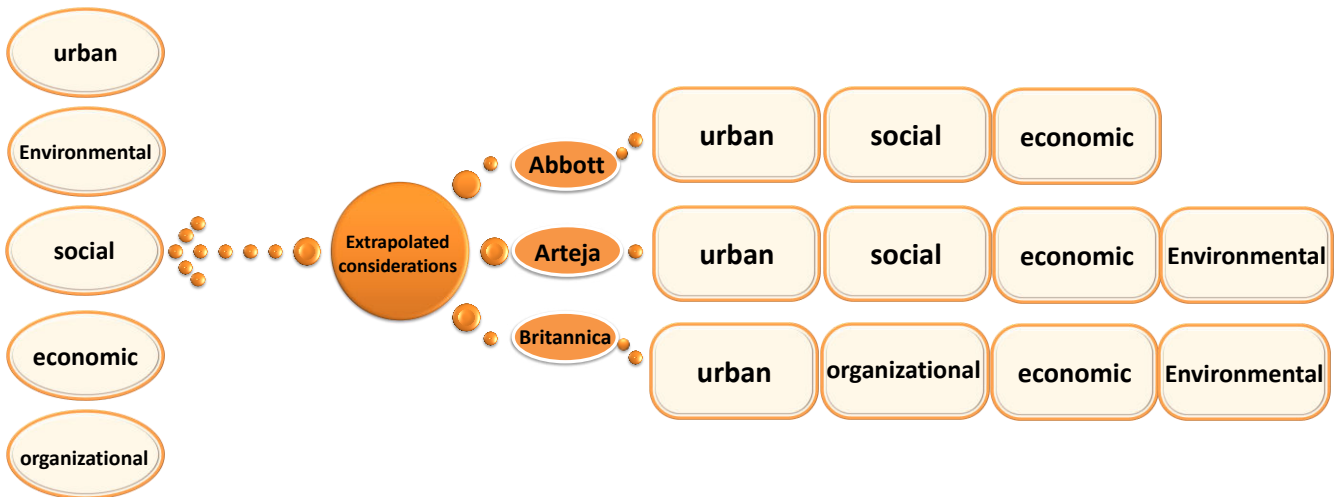 urban
Environmental
social
economic
organizational
Extrapolated
considerations
Abbott
urban
social
economic
Arteja
urban
social
economic
Environmental
Britannica
urban
organizational
economic
Environmental